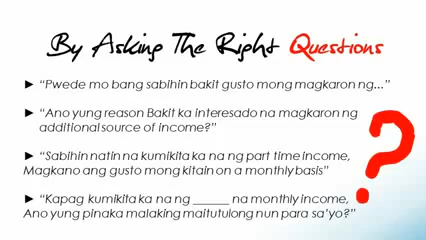 By Asking The Right Questions
► “Pwede mo bang sabihin bakit gusto mong magkaron ng...”
► “Ano yung reason Bakit ka interesado na magkaron ng
additional source of income?”
► “Sabihin natin na kumikita ka na ng part time income,
Magkano ang gusto mong kitain on a monthly basis”
► “Kapag kumikita ka na ng ______ na monthly income,
Ano yung pinaka malaking maitutulong nun para sa’yo?”
?